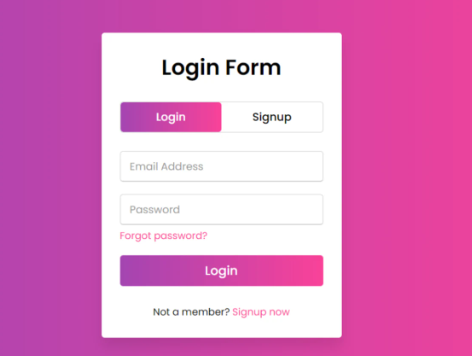 Login Form
Login Signup
Email Address
Password
Forgot password?
Login
Not a member? Signup now